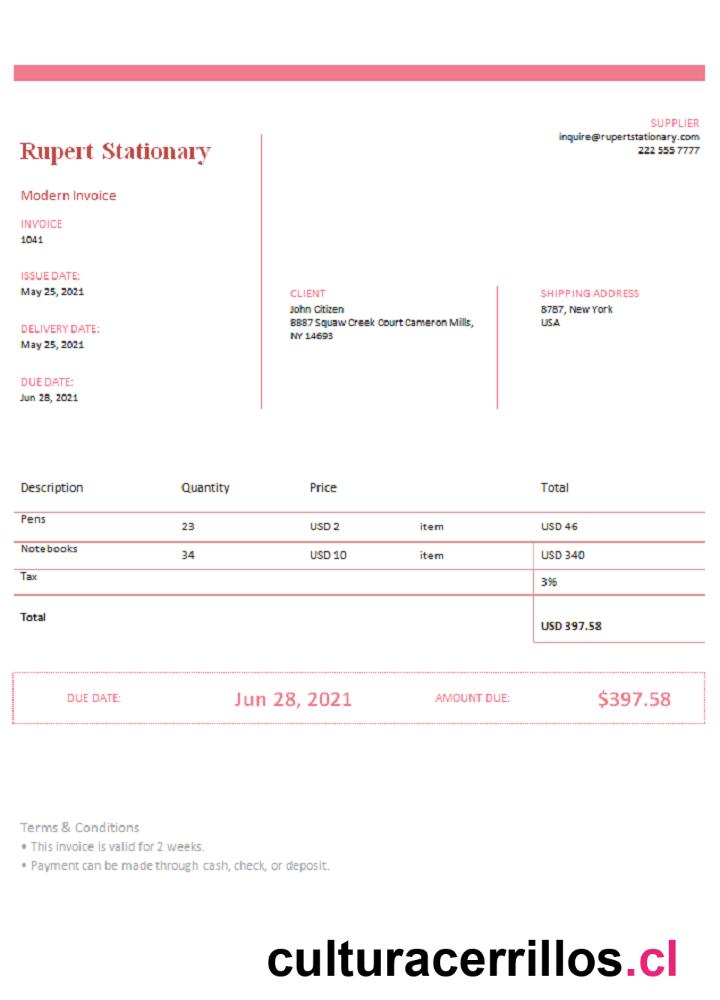 SUPPLIER
inquire@rupertstationary.com
222 555 7777
Rupert Stationary
Modern Invoice
INVOICE
1041
ISSUE DATE:
May 25, 2021
DELIVERY DATE:
May 25, 2021
DUE DATE:
Jun 28, 2021
CLIENT
John Citizen
8887 Squaw Creek Court Cameron Mills,
NY 14693
SHIPPING ADDRESS
8787, New York
USA
Description Quantity Price Total
Pens 23 USD 2 item USD 46
Notebooks 34 USD 10 item USD 340
Tax 3%
Total USD 397.58
DUE DATE: Jun 28, 2021 AMOUNT DUE: $397.58
Terms & Conditions
• This invoice is valid for 2 weeks.
• Payment can be made through cash, check, or deposit.
culturacerrillos.cl